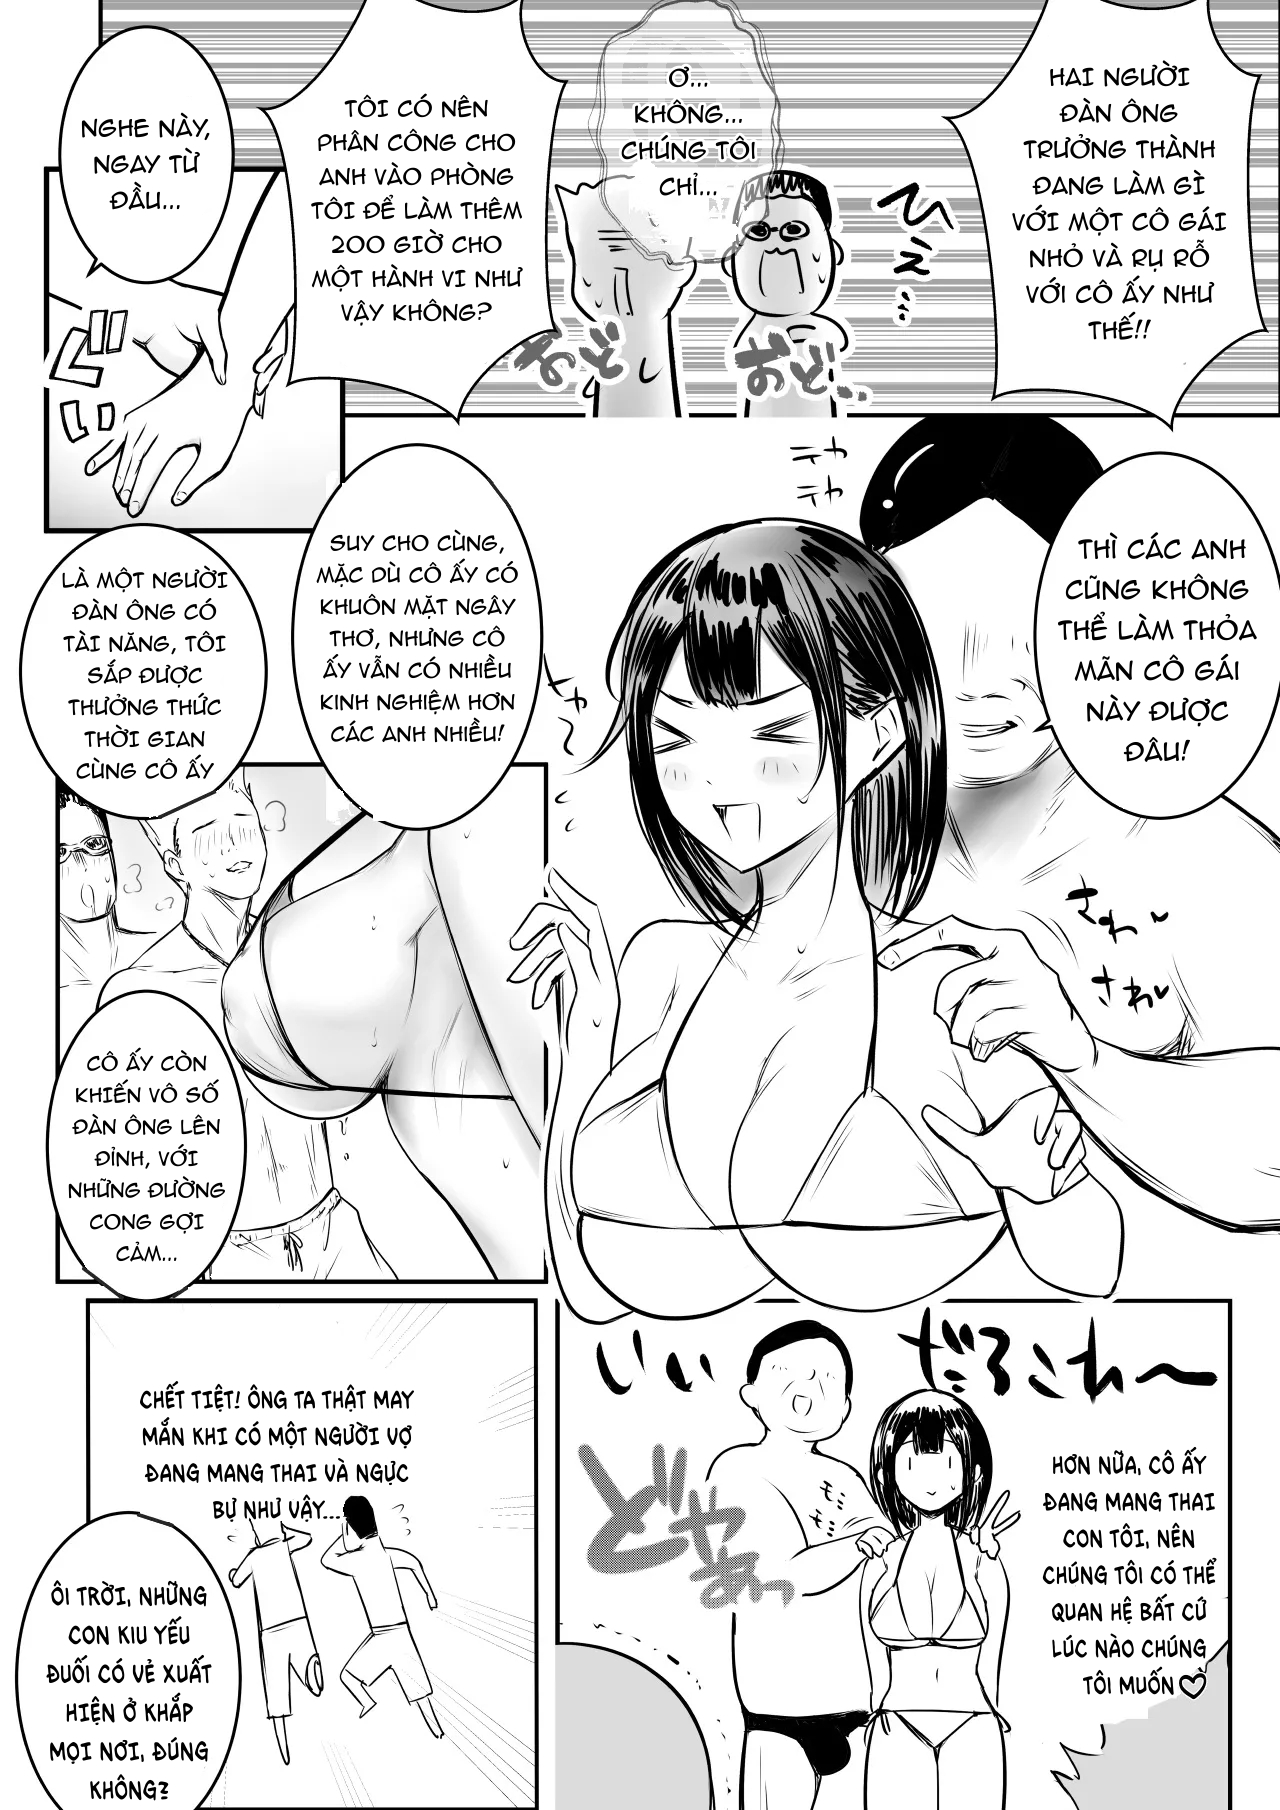 HAI NGƯỜI
ĐÀN ÔNG
TRƯỞNG THÀNH
ĐANG LÀM GÌ
VỚI MỘT CÔ GÁI
NHỎ VÀ RỤ RỖ
VỚI CÔ ẤY NHƯ
THẾ!!
Ơ...
KHÔNG...
CHÚNG TÔI
CHỈ...
ひえ...
おど
おど...
TÔI CÓ NÊN
PHÂN CÔNG CHO
ANH VÀO PHÒNG
TÔI ĐỂ LÀM THÊM
200 GIỜ CHO
MỘT HÀNH VI NHƯ
VẬY KHÔNG?
NGHE NÀY,
NGAY TỪ
ĐẦU...
ぐい
THÌ CÁC ANH
CŨNG KHÔNG
THỂ LÀM THỎA
MÃN CÔ GÁI
NÀY ĐƯỢC
ĐÂU!
テカ
テカ
さわ
さわ
SUY CHO CÙNG,
MẶC DÙ CÔ ẤY CÓ
KHUÔN MẶT NGÂY
THƠ, NHƯNG CÔ
ẤY VẪN CÓ NHIỀU
KINH NGHIỆM HƠN
CÁC ANH NHIỀU!
LÀ MỘT NGƯỜI
ĐÀN ÔNG CÓ
TÀI NĂNG, TÔI
SẮP ĐƯỢC
THƯỞNG THỨC
THỜI GIAN
CÙNG CÔ ẤY
CÔ ẤY CÒN
KHIẾN VÔ SỐ
ĐÀN ÔNG LÊN
ĐỈNH, VỚI
NHỮNG ĐƯỜNG
CONG GỢI
CẢM...
いい
だろこれ～
どやぁっ
モミ
モミ
HƠN NỮA, CÔ ẤY
ĐANG MANG THAI
CON TÔI, NÊN
CHÚNG TÔI CÓ THỂ
QUAN HỆ BẤT CỨ
LÚC NÀO CHÚNG
TÔI MUỐN♡
CHẾT TIỆT! ÔNG TA THẬT MAY
MẮN KHI CÓ MỘT NGƯỜI VỢ
ĐANG MANG THAI VÀ NGỰC
BỰ NHƯ VẬY...
ÔI TRỜI, NHỮNG
CON KIU YẾU
ĐUỐI CÓ VẺ XUẤT
HIỆN Ở KHẮP
MỌI NƠI, ĐÚNG
KHÔNG?